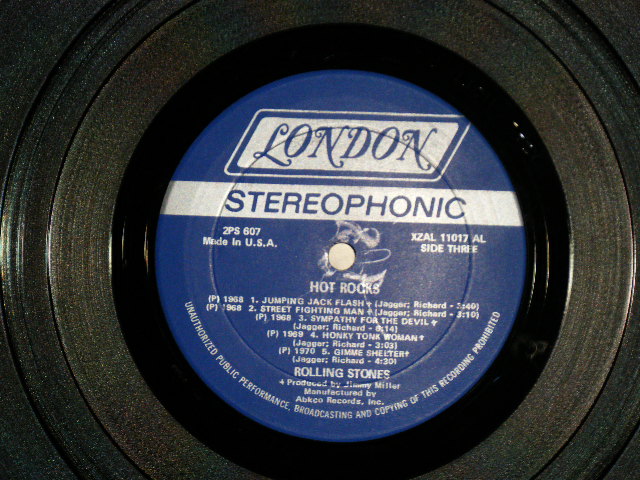 LONDON
STEREOPHONIC
2PS 607
Made In U.S.A.
XZAL 11017 AL
SIDE THREE
HOT ROCKS
(P) 1968 1. JUMPING JACK FLASH + (Jagger; Richard - 3:40)
(P) 1968 2. STREET FIGHTING MAN + (Jagger; Richard - 3:10)
(P) 1968 3. SYMPATHY FOR THE DEVIL +
(Jagger; Richard - 6:14)
(P) 1969 4. HONKY TONK WOMAN +
(Jagger; Richard - 3:03)
(P) 1970 5. GIMME SHELTER +
(Jagger; Richard - 4:30)
ROLLING STONES
+ Produced by Jimmy Miller
Manufactured by
Abkco Records, Inc.
UNAUTHORIZED PUBLIC PERFORMANCE, BROADCASTING AND COPYING OF THIS RECORDING PROHIBITED